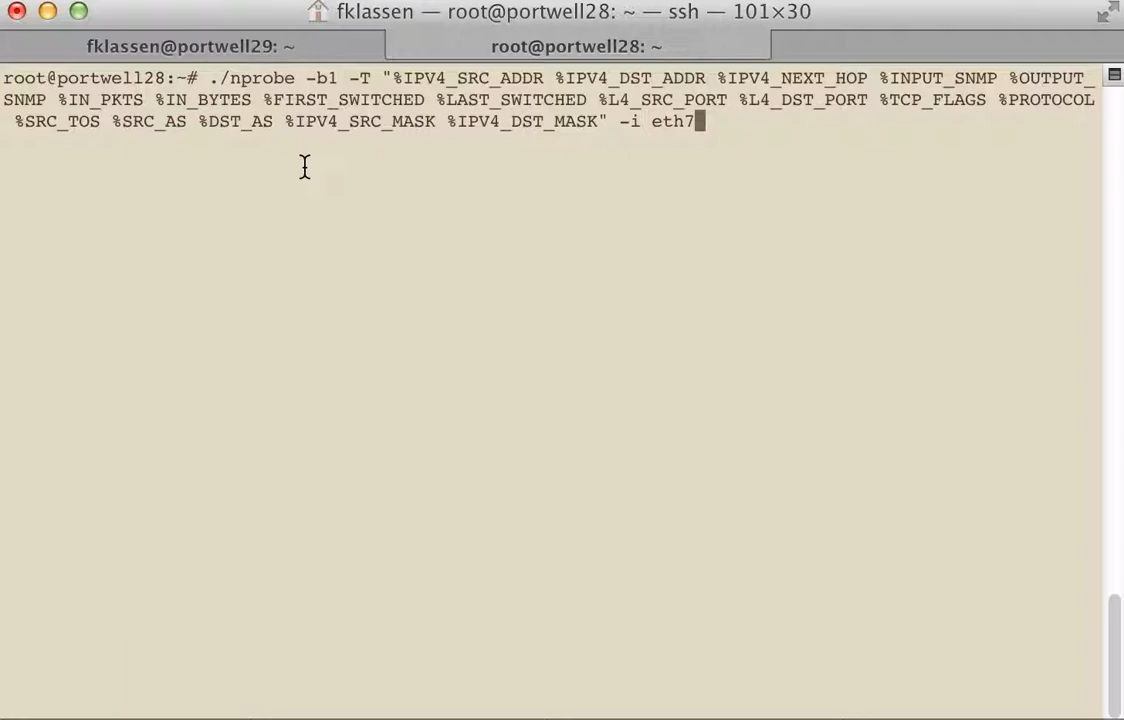 fklassen — root@portwell28: ~ — ssh — 101×30
fklassen@portwell29: ~
root@portwell28: ~
root@portwell28:~# ./nprobe -b1 -T "%IPV4_SRC_ADDR %IPV4_DST_ADDR %IPV4_NEXT_HOP %INPUT_SNMP %OUTPUT_
SNMP %IN_PKTS %IN_BYTES %FIRST_SWITCHED %LAST_SWITCHED %L4_SRC_PORT %L4_DST_PORT %TCP_FLAGS %PROTOCOL
%SRC_TOS %SRC_AS %DST_AS %IPV4_SRC_MASK %IPV4_DST_MASK" -i eth7